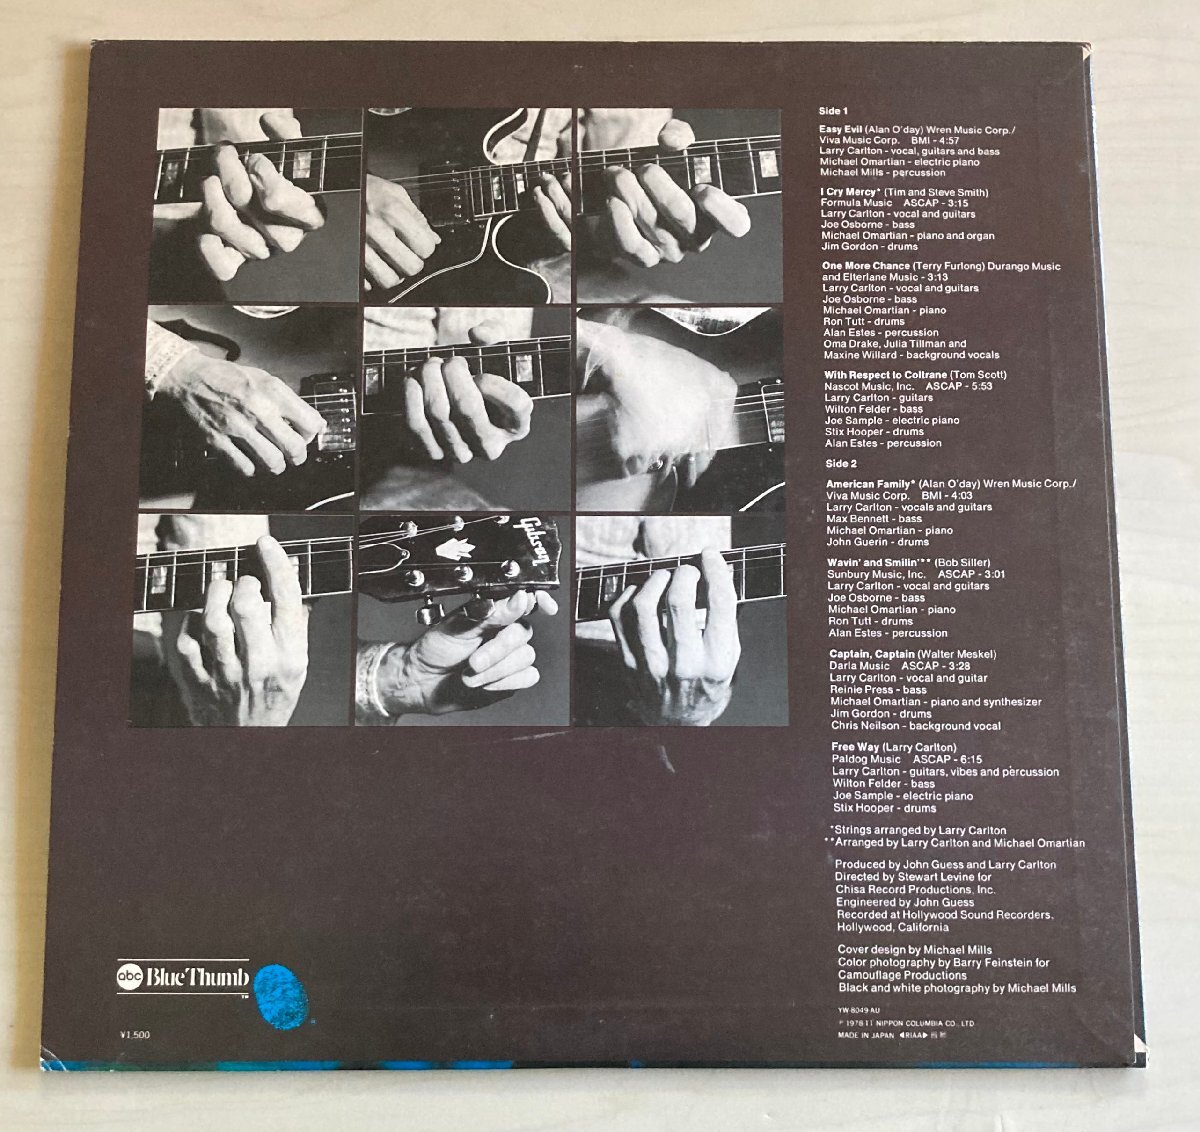 Side 1
Easy Evil (Alan O'day) Wren Music Corp./
Viva Music Corp. BMI - 4:57
Larry Carlton - vocal, guitars and bass
Michael Omartian - electric piano
Michael Mills - percussion
I Cry Mercy* (Tim and Steve Smith)
Formula Music ASCAP - 3:15
Larry Carlton - vocal and guitars
Joe Osborne - bass
Michael Omartian - piano and organ
Jim Gordon - drums
One More Chance (Terry Furlong) Durango Music
and Elterlane Music - 3:13
Larry Carlton - vocal and guitars
Joe Osborne - bass
Michael Omartian - piano
Ron Tutt - drums
Alan Estes - percussion
Oma Drake, Julia Tillman and
Maxine Willard - background vocals
With Respect to Coltrane (Tom Scott)
Nascot Music, Inc. ASCAP - 5:53
Larry Carlton - guitars
Wilton Felder - bass
Joe Sample - electric piano
Stix Hooper - drums
Alan Estes - percussion
Side 2
American Family* (Alan O'day) Wren Music Corp./
Viva Music Corp. BMI - 4:03
Larry Carlton - vocals and guitars
Max Bennett - bass
Michael Omartian - piano
John Guerin - drums
Wavin' and Smilin'** (Bob Siller)
Sunbury Music, Inc. ASCAP - 3:01
Larry Carlton - vocal and guitars
Joe Osborne - bass
Michael Omartian - piano
Ron Tutt - drums
Alan Estes - percussion
Captain, Captain (Walter Meskel)
Darla Music ASCAP - 3:28
Larry Carlton - vocal and guitar
Reinie Press - bass
Michael Omartian - piano and synthesizer
Jim Gordon - drums
Chris Neilson - background vocal
Free Way (Larry Carlton)
Paldog Music ASCAP - 6:15
Larry Carlton - guitars, vibes and percussion
Wilton Felder - bass
Joe Sample - electric piano
Stix Hooper - drums
*Strings arranged by Larry Carlton
**Arranged by Larry Carlton and Michael Omartian
Produced by John Guess and Larry Carlton
Directed by Stewart Levine for
Chisa Record Productions, Inc.
Engineered by John Guess
Recorded at Hollywood Sound Recorders,
Hollywood, California
Cover design by Michael Mills
Color photography by Barry Feinstein for
Camouflage Productions
Black and white photography by Michael Mills
YW-8049-AU
℗ 1978.11 NIPPON COLUMBIA CO., LTD
MADE IN JAPAN ◀RIAA▶
Gibson
abc Blue Thumb
TM
¥1,500